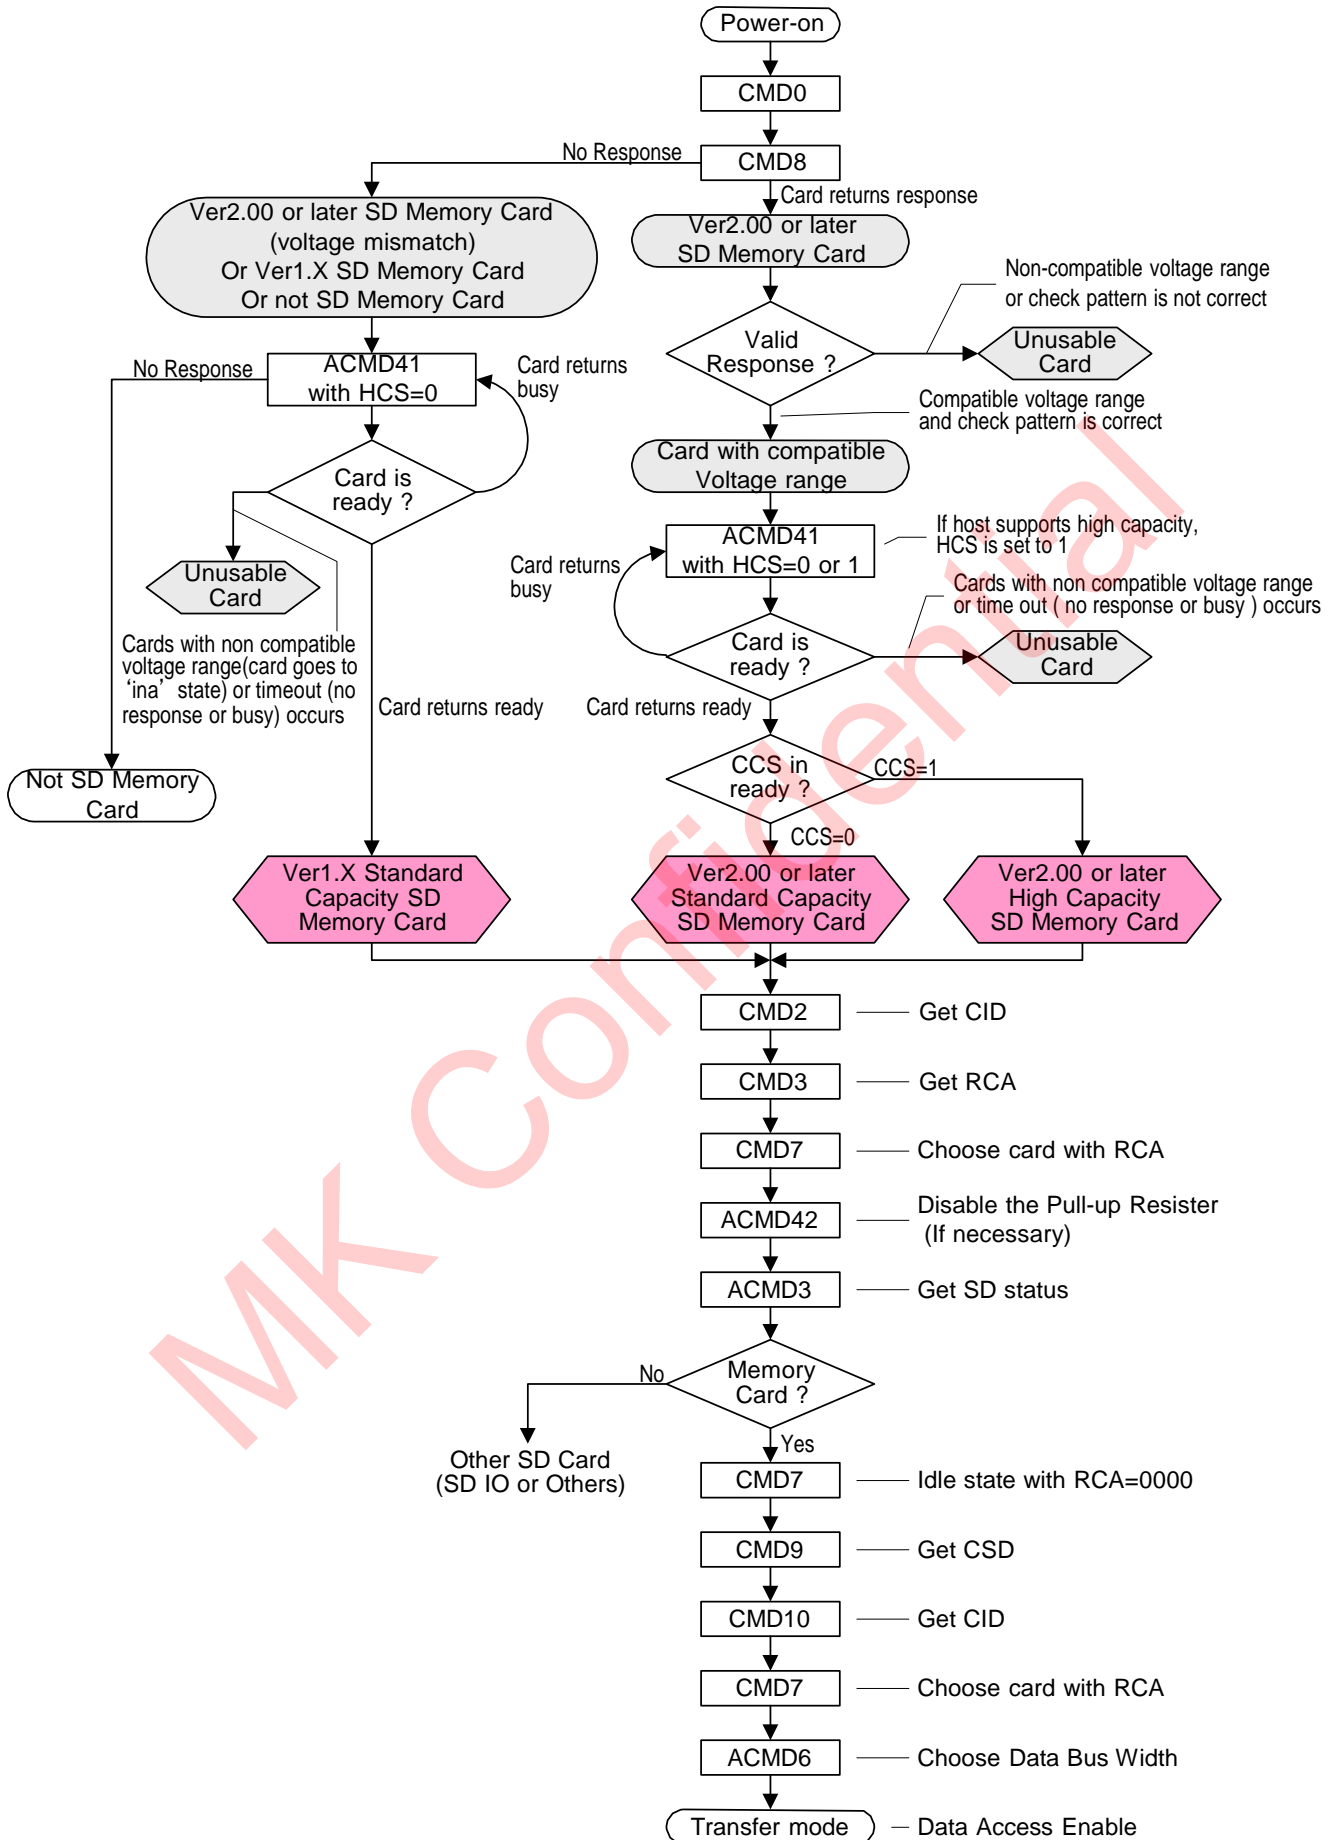 Power-on
CMD0
No Response
CMD8
Card returns response
Ver2.00 or later SD Memory Card
(voltage mismatch)
Or Ver1.X SD Memory Card
Or not SD Memory Card
Ver2.00 or later
SD Memory Card
Non-compatible voltage range
or check pattern is not correct
Valid
Response ?
Unusable
Card
No Response
ACMD41
with HCS=0
Card returns
busy
Compatible voltage range
and check pattern is correct
Card with compatible
Voltage range
Card is
ready ?
ACMD41
with HCS=0 or 1
If host supports high capacity,
HCS is set to 1
Card returns
busy
Unusable
Card
Cards with non compatible voltage range
or time out ( no response or busy ) occurs
Card is
ready ?
Unusable
Card
Cards with non compatible
voltage range(card goes to
‘ina’ state) or timeout (no
response or busy) occurs
Card returns ready
Card returns ready
CCS in
ready ?
CCS=1
Not SD Memory
Card
CCS=0
Ver1.X Standard
Capacity SD
Memory Card
Ver2.00 or later
Standard Capacity
SD Memory Card
Ver2.00 or later
High Capacity
SD Memory Card
CMD2
Get CID
CMD3
Get RCA
CMD7
Choose card with RCA
ACMD42
Disable the Pull-up Resister
(If necessary)
ACMD3
Get SD status
Memory
Card ?
No
Yes
Other SD Card
(SD IO or Others)
CMD7
Idle state with RCA=0000
CMD9
Get CSD
CMD10
Get CID
CMD7
Choose card with RCA
ACMD6
Choose Data Bus Width
Transfer mode
Data Access Enable
MK Confidential